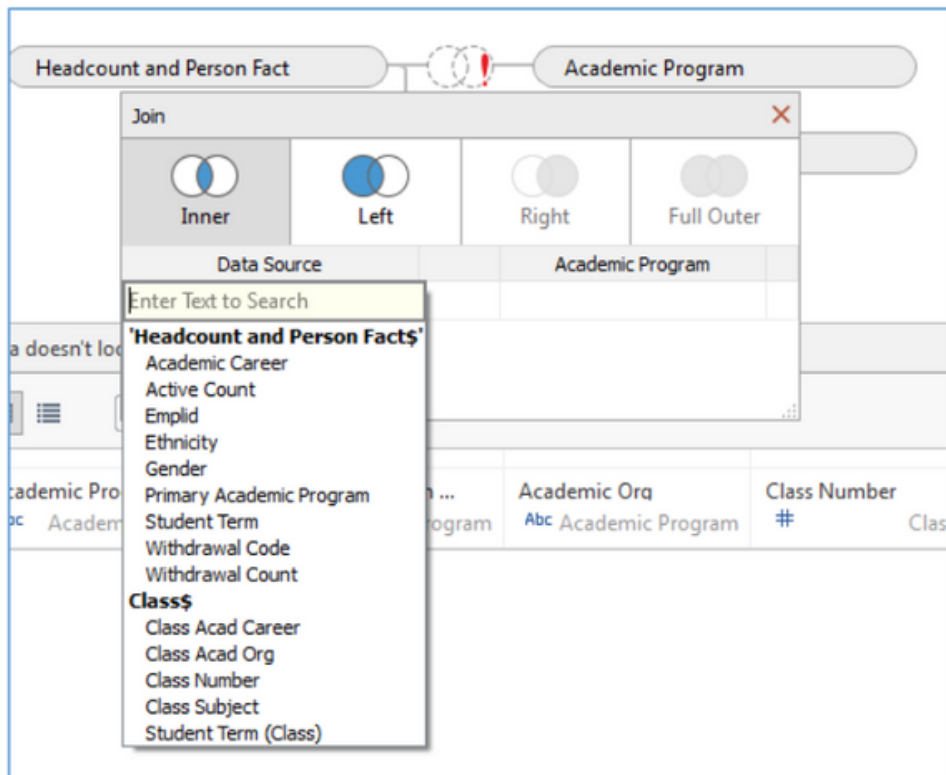 Headcount and Person Fact
Academic Program
Join
Inner
Left
Right
Full Outer
Data Source
Academic Program
Enter Text to Search
'Headcount and Person Fact$'
Academic Career
Active Count
Emplid
Ethnicity
Gender
Primary Academic Program
Student Term
Withdrawal Code
Withdrawal Count
Class$
Class Acad Career
Class Acad Org
Class Number
Class Subject
Student Term (Class)
a doesn't loo
cademic Pro
n ...
Academic Org
Class Number
bc Academ
rogram
Abc Academic Program
# Clas